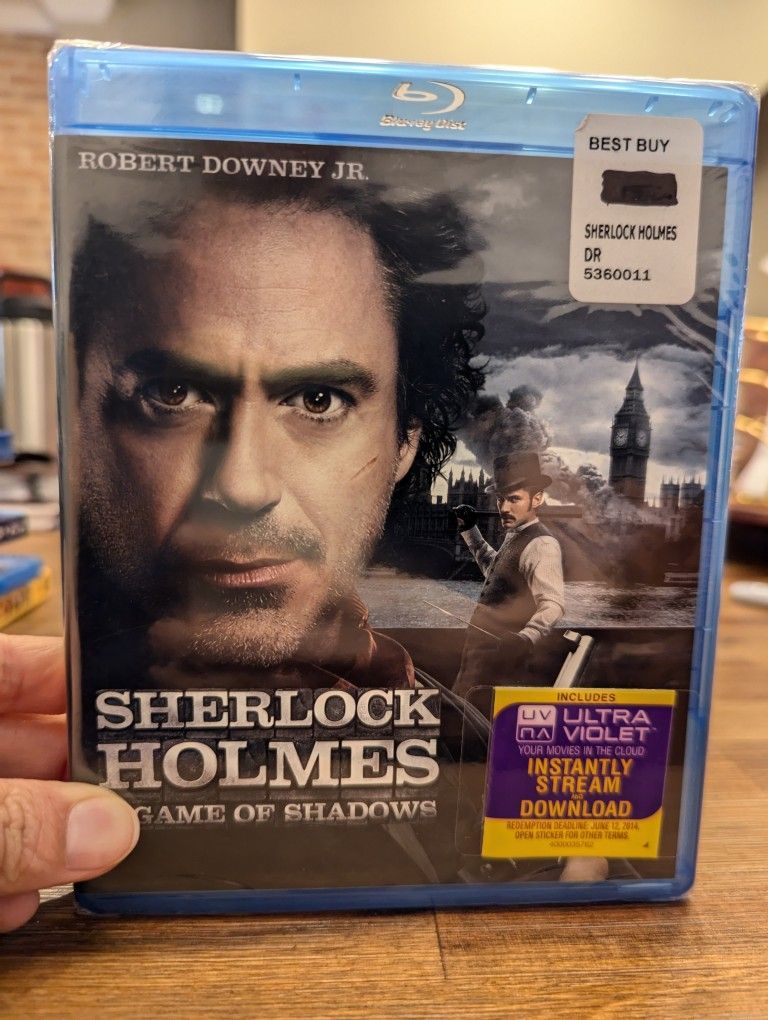 Blu-ray Disc
ROBERT DOWNEY JR.
BEST BUY
SHERLOCK HOLMES
DR
5360011
SHERLOCK
HOLMES
GAME OF SHADOWS
INCLUDES
UV
ULTRA
VIOLET
YOUR MOVIES IN THE CLOUD
INSTANTLY
STREAM
AND
DOWNLOAD
REDEMPTION DEADLINE: JUNE 12, 2014.
OPEN STICKER FOR OTHER TERMS.
4000035762